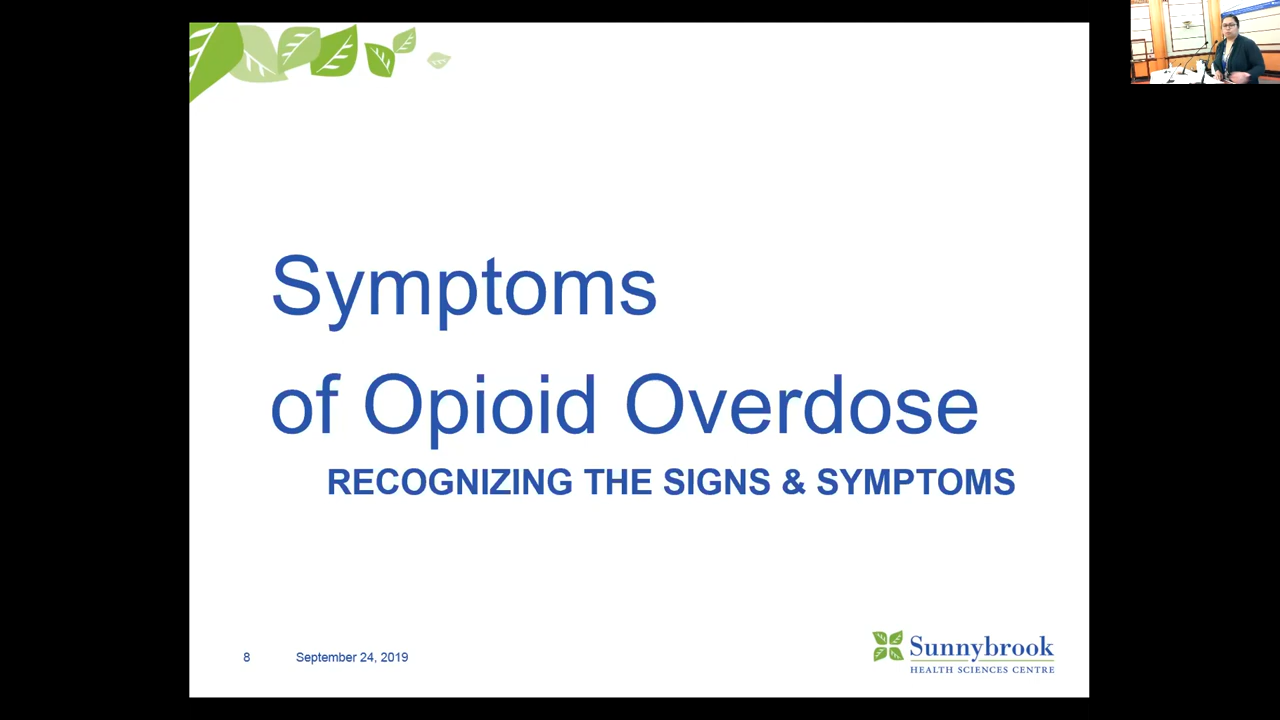 Symptoms
of Opioid Overdose
RECOGNIZING THE SIGNS & SYMPTOMS
8 September 24, 2019
Sunnybrook
HEALTH SCIENCES CENTRE